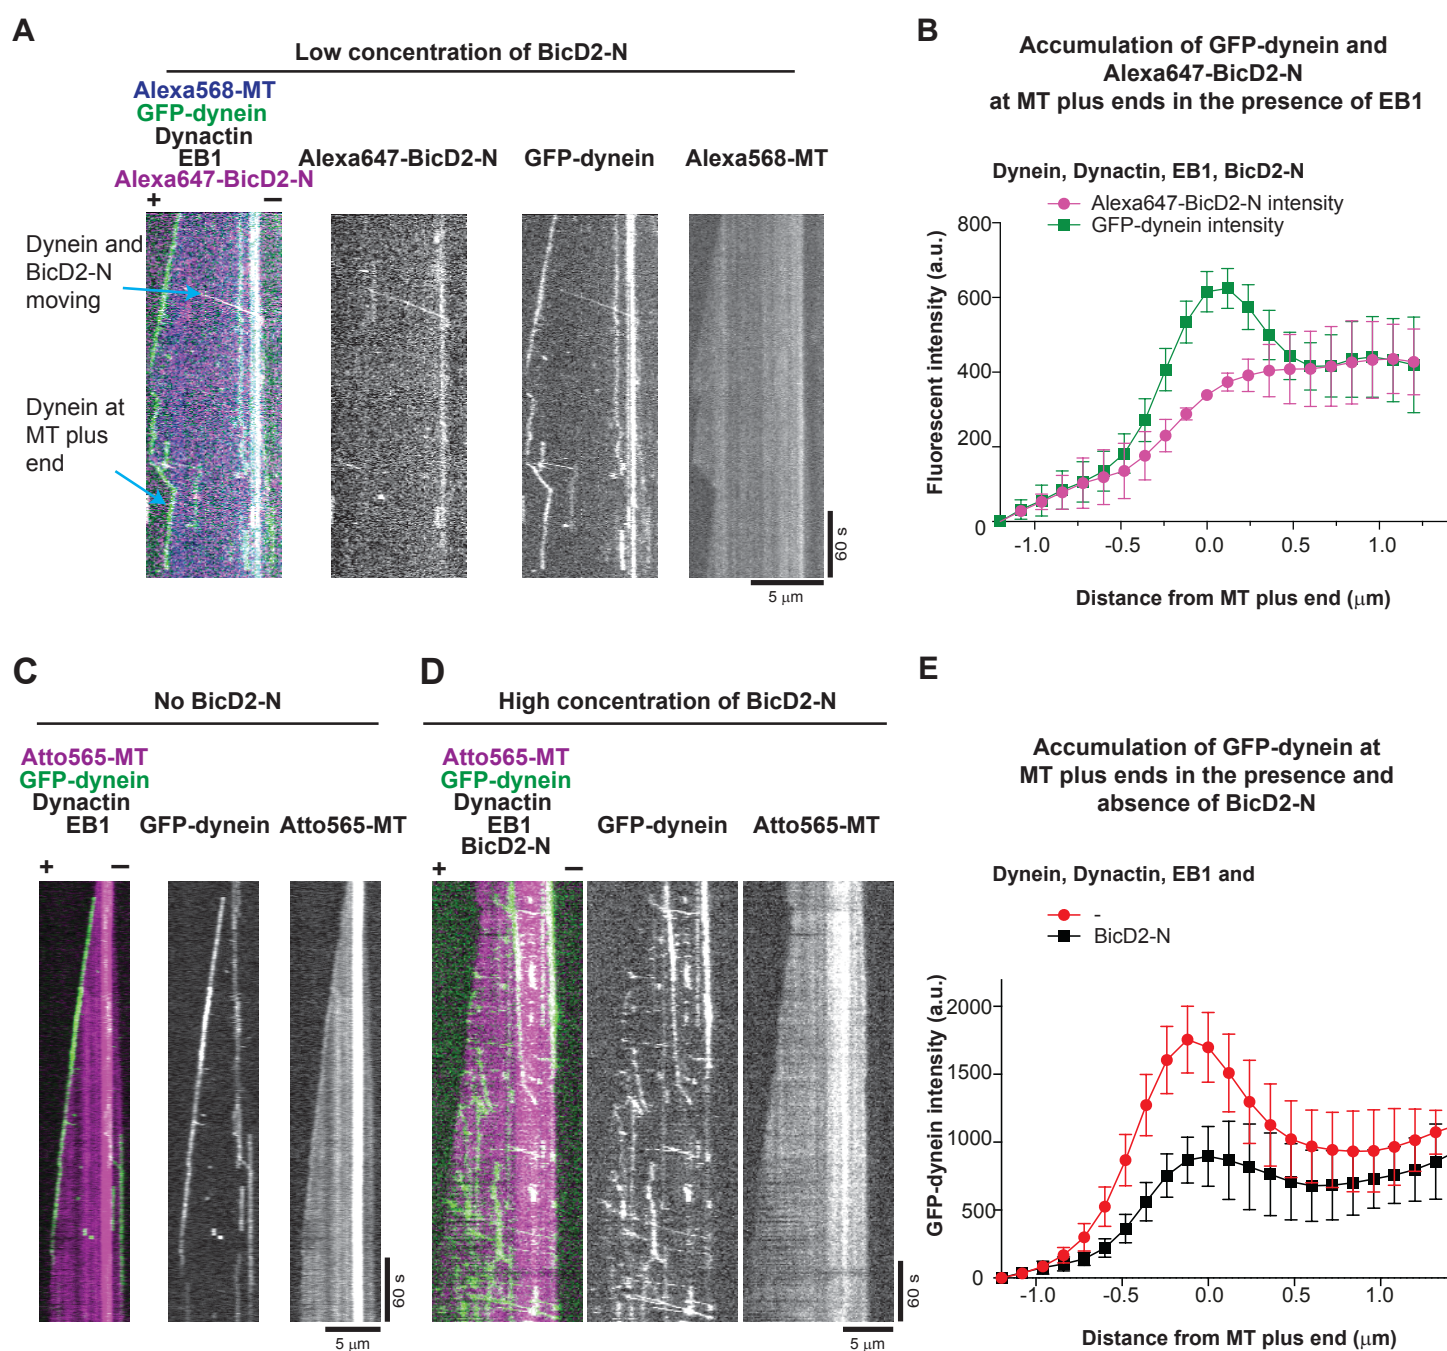 A
Low concentration of BicD2-N
Alexa568-MT
GFP-dynein
Dynactin
EB1
Alexa647-BicD2-N
Alexa647-BicD2-N
GFP-dynein
Alexa568-MT
+
−
Dynein and
BicD2-N
moving
Dynein at
MT plus
end
60 s
5 μm
B
Accumulation of GFP-dynein and
Alexa647-BicD2-N
at MT plus ends in the presence of EB1
Dynein, Dynactin, EB1, BicD2-N
Alexa647-BicD2-N intensity
GFP-dynein intensity
Fluorescent intensity (a.u.)
800
600
400
200
0
-1.0
-0.5
0.0
0.5
1.0
Distance from MT plus end (μm)
C
No BicD2-N
Atto565-MT
GFP-dynein
Dynactin
EB1
GFP-dynein
Atto565-MT
+
−
60 s
5 μm
D
High concentration of BicD2-N
Atto565-MT
GFP-dynein
Dynactin
EB1
BicD2-N
GFP-dynein
Atto565-MT
+
−
60 s
5 μm
E
Accumulation of GFP-dynein at
MT plus ends in the presence and
absence of BicD2-N
Dynein, Dynactin, EB1 and
-
BicD2-N
GFP-dynein intensity (a.u.)
2000
1500
1000
500
0
-1.0
-0.5
0.0
0.5
1.0
Distance from MT plus end (μm)